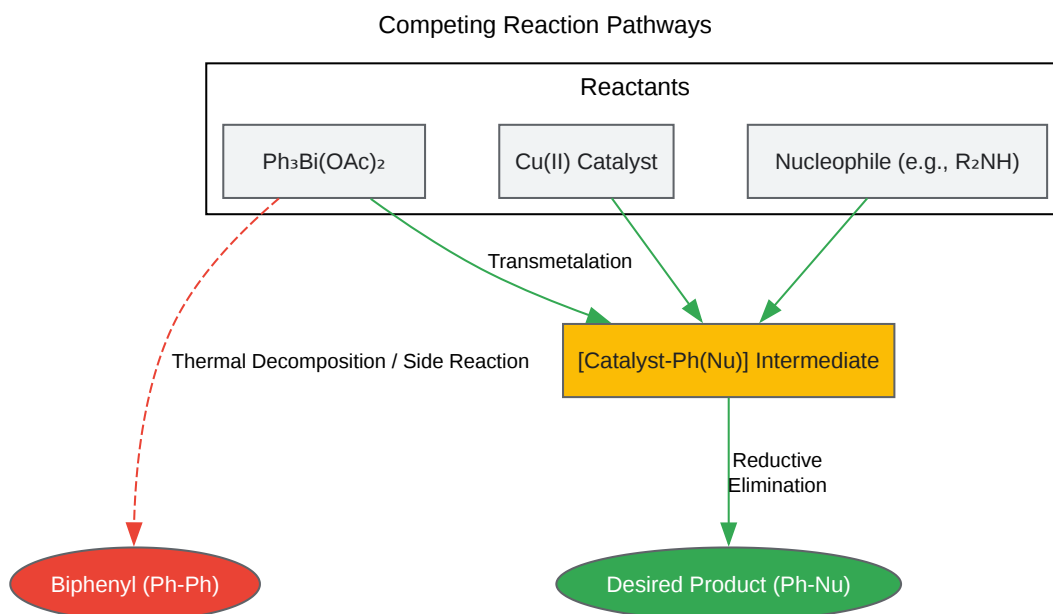 Competing Reaction Pathways
Reactants
Ph₃Bi(OAc)₂
Cu(II) Catalyst
Nucleophile (e.g., R₂NH)
Transmetalation
Thermal Decomposition / Side Reaction
[Catalyst-Ph(Nu)] Intermediate
Reductive
Elimination
Biphenyl (Ph-Ph)
Desired Product (Ph-Nu)